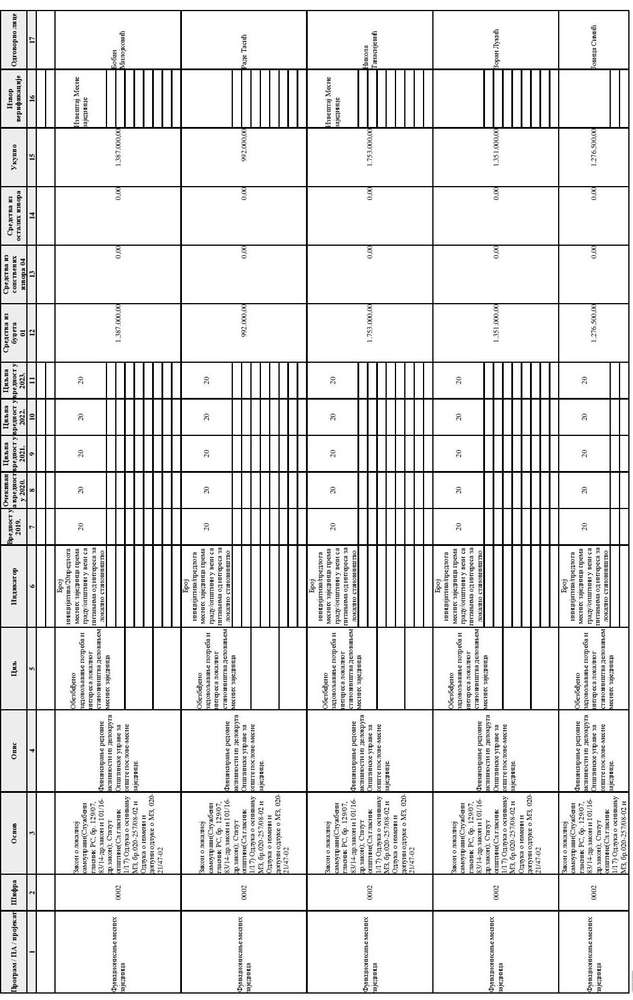 Програм / ПА / пројекат
Шифра
Основ
Опис
Циљ
Индикатор
Вредност у
2019.
Очекиван
а вредност
у 2020.
Циљна
вредност у
2021.
Циљна
вредност у
2022.
Циљна
вредност у
2023.
Средства из
буџета
01
Средства из
сопствених
извора 04
Средства из
осталих извора
Укупно
Извор
верификације
Одговорно лице
1
2
3
4
5
6
7
8
9
10
11
12
13
14
15
16
17
Функционисање месних
заједница
0002
Закон о локалној
самоуправи(Службени
гласник РС, бр. 129/07,
83/14-др.закон и 101/16-
др.закон); Статут
општине(Сл.гласник
1/17) Одлука о оснивању
МЗ, бр.020-257/08-02 и
Одлука о измени и
допуни одлуке о МЗ, 020-
21/47-02
Финансирање редовне
активности из делокруга
Општинске управе за
опште послове-месне
заједнице.
Обезбеђено
задовољавање потреба и
интереса локалног
становништва деловањем
месних заједница
Број
иницијатива/20предлога
месних заједница према
граду/општини у вези са
питањима од интереса за
локално становништво
20
20
20
20
20
1.387.000,00
0,00
0,00
1.387.000,00
Извештај Месне
заједнице
Бобан
Милојковић
Функционисање месних
заједница
0002
Закон о локалној
самоуправи(Службени
гласник РС, бр. 129/07,
83/14-др.закон и 101/16-
др.закон); Статут
општине(Сл.гласник
1/17) Одлука о оснивању
МЗ, бр.020-257/08-02 и
Одлука о измени и
допуни одлуке о МЗ, 020-
21/47-02
Финансирање редовне
активности из делокруга
Општинске управе за
опште послове-месне
заједнице.
Обезбеђено
задовољавање потреба и
интереса локалног
становништва деловањем
месних заједница
Број
иницијатива/предлога
месних заједница према
граду/општини у вези са
питањима од интереса за
локално становништво
20
20
20
20
20
992.000,00
0,00
0,00
992.000,00
Раде Тасић
Функционисање месних
заједница
0002
Закон о локалној
самоуправи(Службени
гласник РС, бр. 129/07,
83/14-др.закон и 101/16-
др.закон); Статут
општине(Сл.гласник
1/17) Одлука о оснивању
МЗ, бр.020-257/08-02 и
Одлука о измени и
допуни одлуке о МЗ, 020-
21/47-02
Финансирање редовне
активности из делокруга
Општинске управе за
опште послове-месне
заједнице.
Обезбеђено
задовољавање потреба и
интереса локалног
становништва деловањем
месних заједница
Број
иницијатива/предлога
месних заједница према
граду/општини у вези са
питањима од интереса за
локално становништво
20
20
20
20
20
1.753.000,00
0,00
0,00
1.753.000,00
Извештај Месне
заједнице
Никола
Танасијевић
Функционисање месних
заједница
0002
Закон о локалној
самоуправи(Службени
гласник РС, бр. 129/07,
83/14-др.закон и 101/16-
др.закон); Статут
општине(Сл.гласник
1/17) Одлука о оснивању
МЗ, бр.020-257/08-02 и
Одлука о измени и
допуни одлуке о МЗ, 020-
21/47-02
Финансирање редовне
активности из делокруга
Општинске управе за
опште послове-месне
заједнице.
Обезбеђено
задовољавање потреба и
интереса локалног
становништва деловањем
месних заједница
Број
иницијатива/предлога
месних заједница према
граду/општини у вези са
питањима од интереса за
локално становништво
20
20
20
20
20
1.351.000,00
0,00
0,00
1.351.000,00
Зоран Лукић
Функционисање месних
заједница
0002
Закон о локалној
самоуправи(Службени
гласник РС, бр. 129/07,
83/14-др.закон и 101/16-
др.закон); Статут
општине(Сл.гласник
1/17) Одлука о оснивању
МЗ, бр.020-257/08-02 и
Финансирање редовне
активности из делокруга
Општинске управе за
опште послове-месне
заједнице.
Обезбеђено
задовољавање потреба и
интереса локалног
становништва деловањем
месних заједница
Број
иницијатива/предлога
месних заједница према
граду/општини у вези са
питањима од интереса за
локално становништво
20
20
20
20
20
1.276.500,00
0,00
0,00
1.276.500,00
Јовица Симић